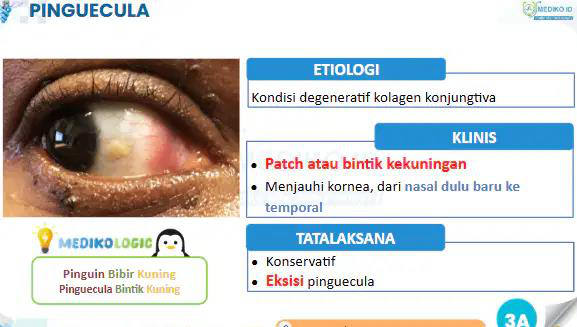 PINGUECULA
MEDIKO.ID
ETIOLOGI
Kondisi degeneratif kolagen konjungtiva
KLINIS
• Patch atau bintik kekuningan
• Menjauhi kornea, dari nasal dulu baru ke
temporal
MEDIKOLOGIC
Pinguin Bibir Kuning
Pinguecula Bintik Kuning
TATALAKSANA
• Konservatif
• Eksisi pinguecula
3A